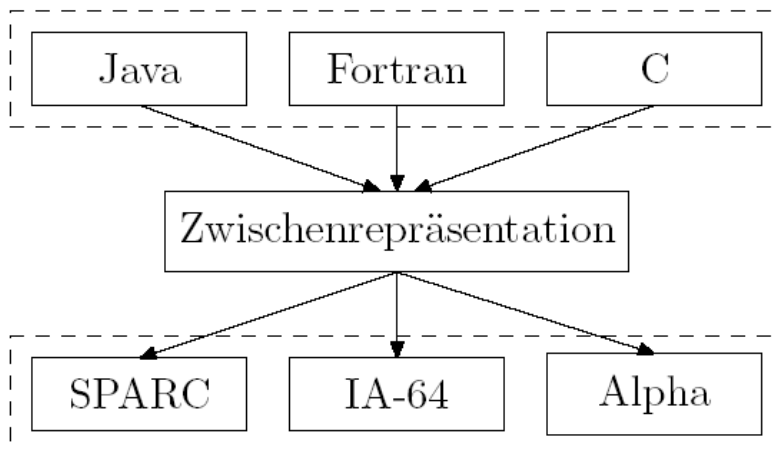 Java
Fortran
C
Zwischenrepräsentation
SPARC
IA-64
Alpha